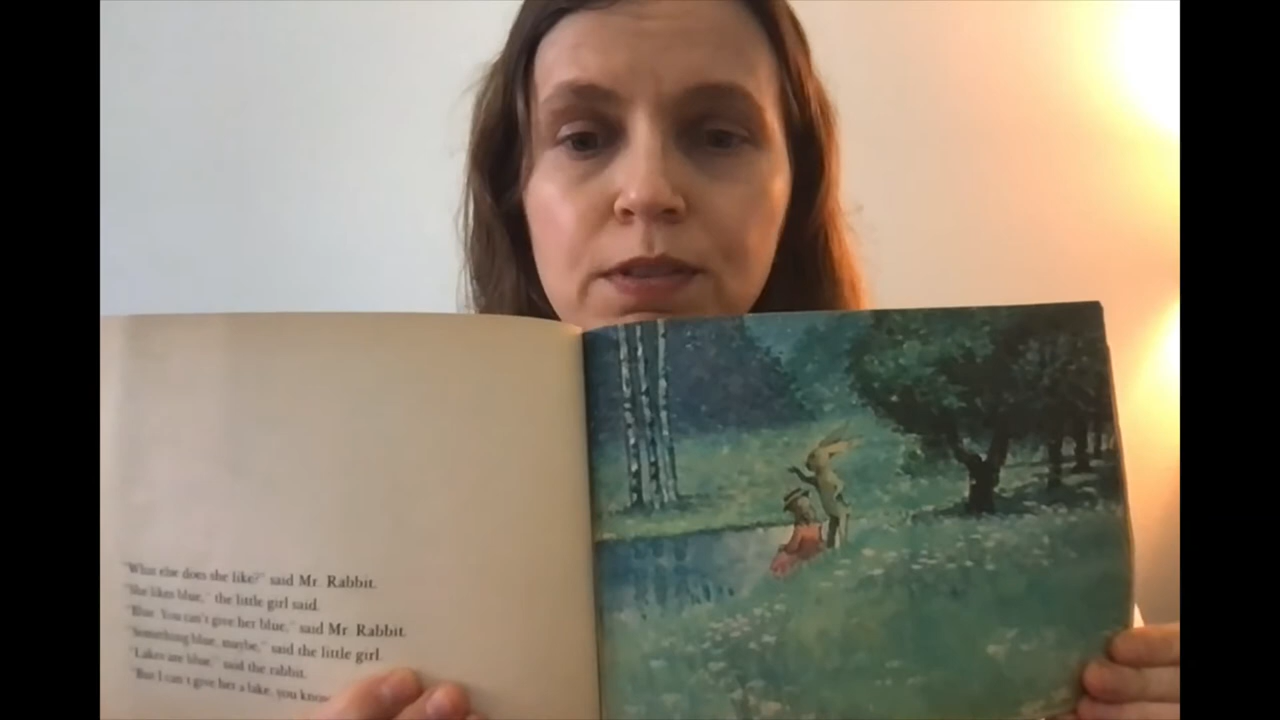 "What else does she like?" said Mr. Rabbit.
"She likes blue," the little girl said.
"Blue. You can't give her blue," said Mr. Rabbit.
"Something blue, maybe," said the little girl.
"Lakes are blue," said the rabbit.
"But I can't give her a lake, you know